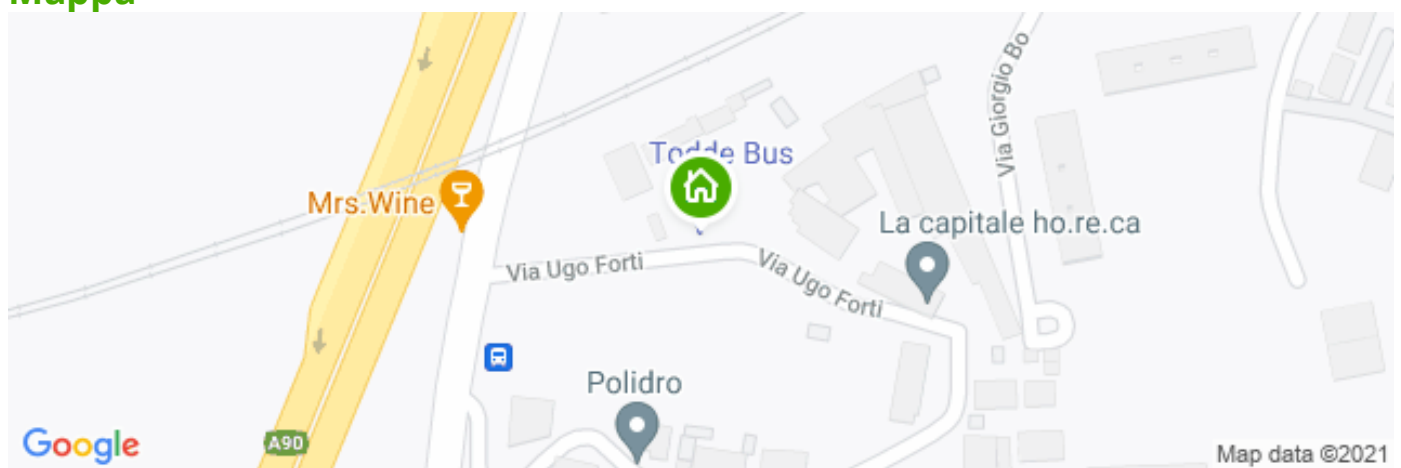 Mappa
Via Giorgio Bo
Todde Bus
Mrs.Wine
La capitale ho.re.ca
Via Ugo Forti
Via Ugo Forti
Polidro
Google
A90
Map data ©2021